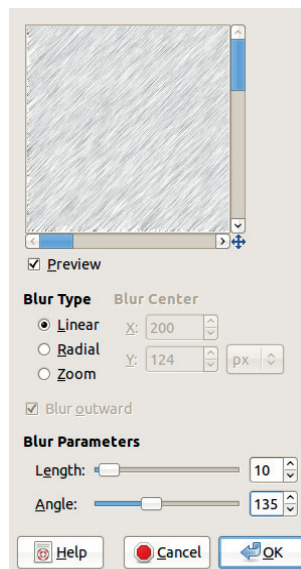 Preview
Blur Type Blur Center
Linear X: 200
Radial Y: 124 px
Zoom
Blur outward
Blur Parameters
Length: 10
Angle: 135
Help Cancel OK